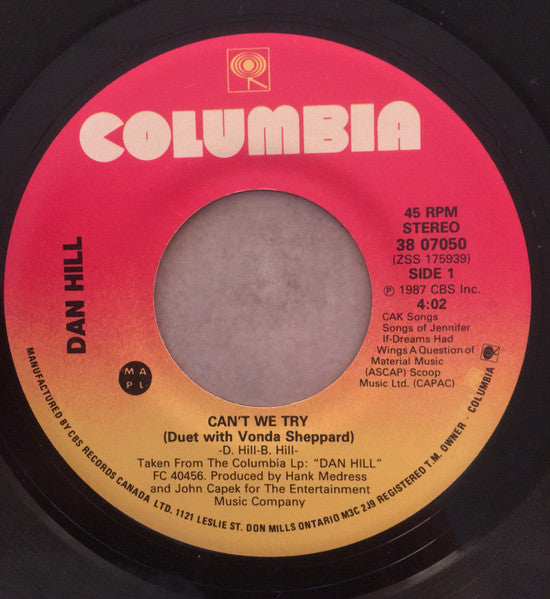 COLUMBIA
DAN HILL
45 RPM
STEREO
38 07050
(ZSS 175939)
SIDE 1
℗ 1987 CBS Inc.
4:02
CAK Songs
Songs of Jennifer
If-Dreams Had
Wings A Question of
Material Music
(ASCAP) Scoop
Music Ltd. (CAPAC)
M A
P L
CAN'T WE TRY
(Duet with Vonda Sheppard)
-D. Hill-B. Hill-
Taken From The Columbia Lp: "DAN HILL"
FC 40456. Produced by Hank Medress
and John Capek for The Entertainment
Music Company
MANUFACTURED BY CBS RECORDS CANADA LTD. 1121 LESLIE ST. DON MILLS ONTARIO M3C 2J9 REGISTERED T.M. OWNER - COLUMBIA